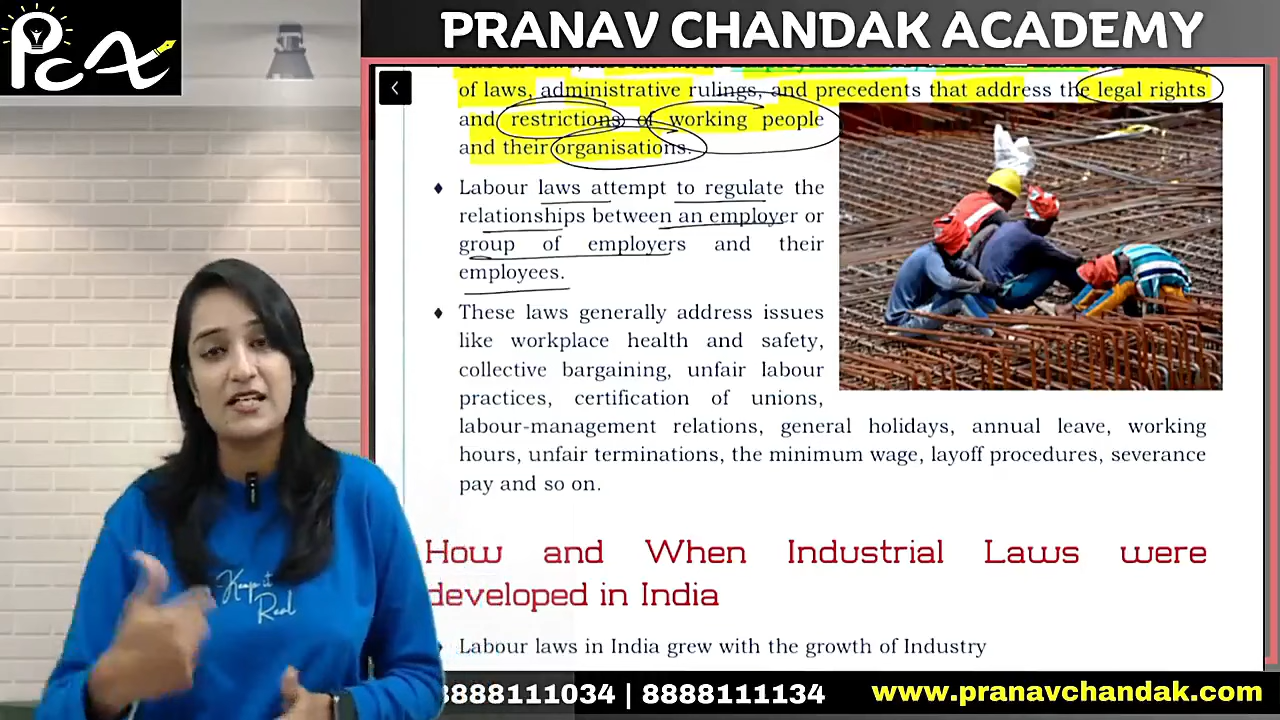 PCA
PRANAV CHANDAK ACADEMY
of laws, administrative rulings, and precedents that address the legal rights
and restrictions of working people
and their organisations.
Labour laws attempt to regulate the
relationships between an employer or
group of employers and their
employees.
These laws generally address issues
like workplace health and safety,
collective bargaining, unfair labour
practices, certification of unions,
labour-management relations, general holidays, annual leave, working
hours, unfair terminations, the minimum wage, layoff procedures, severance
pay and so on.
How and When Industrial Laws were
developed in India
Labour laws in India grew with the growth of Industry
Keep it
Real
8888111034 | 8888111134
www.pranavchandak.com